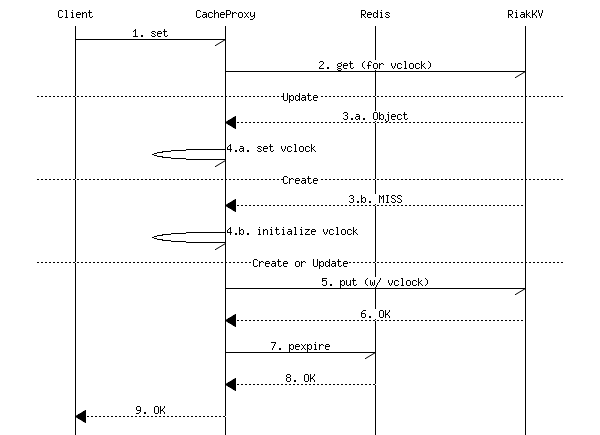 Client CacheProxy Redis RiakKV
1. set
2. get (for vclock)
Update
3.a. Object
4.a. set vclock
Create
3.b. MISS
4.b. initialize vclock
Create or Update
5. put (w/ vclock)
6. OK
7. pexpire
8. OK
9. OK